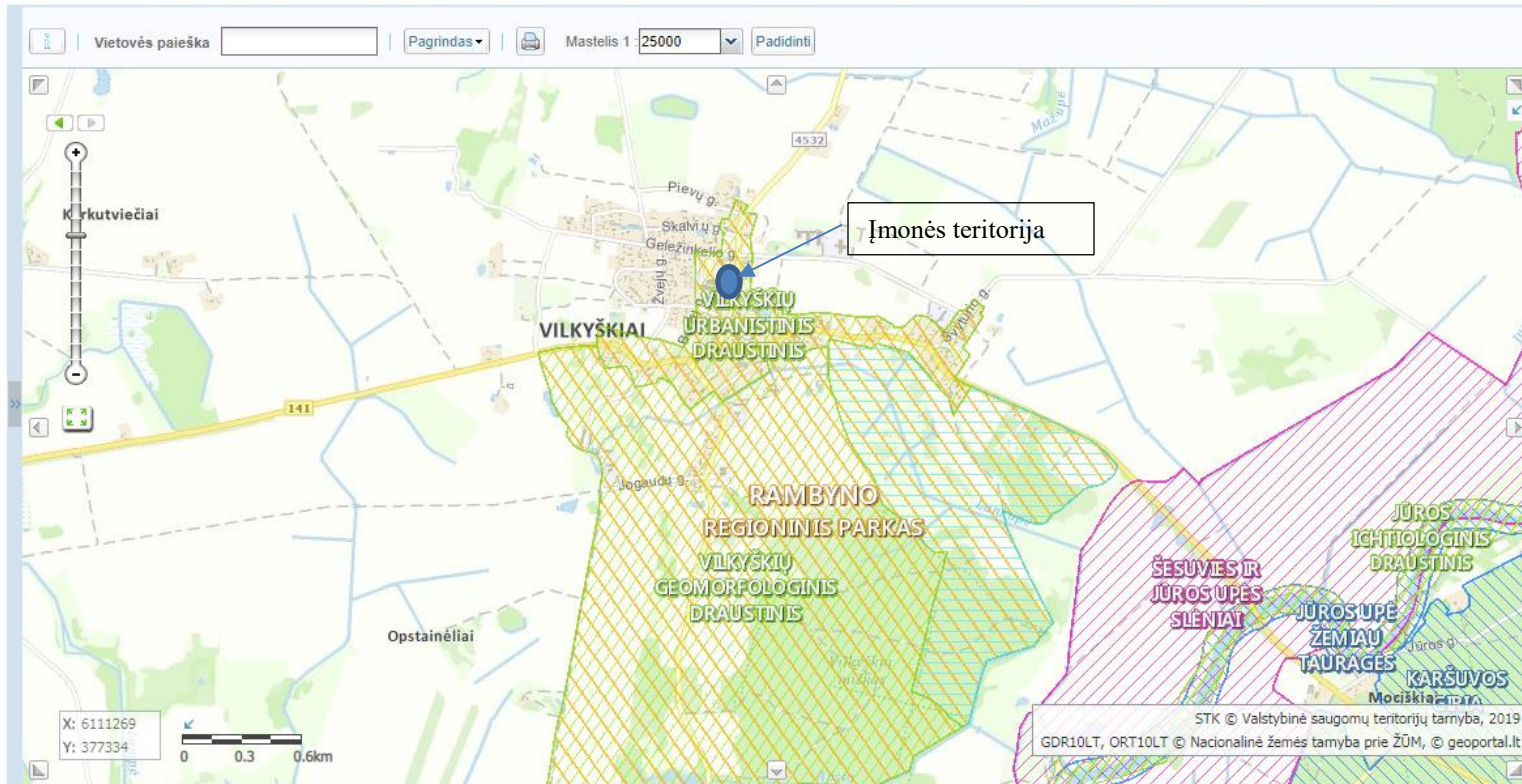 Vietovės paieška
Pagrindas
Mastelis 1 : 25000
Padidinti
4532
Mažupė
Pievų g.
Skalvių g.
Geležinkelio g.
Įmonės teritorija
Žvejų g.
VILKYŠKIŲ
URBANISTINIS
DRAUSTINIS
VILKYŠKIAI
141
Jogaudų g.
RAMBYNO
REGIONINIS PARKAS
VILKYŠKIŲ
GEOMORFOLOGINIS
DRAUSTINIS
Opstainėliai
Vilkyškių
miškas
JŪROS
ICHTIOLOGINIS
DRAUSTINIS
ŠEŠUVIES IR
JŪROS UPĖS
SLĖNIAI
JŪROS UPĖ
ŽEMIAU
TAURAGĖS
Jūros g.
KARŠUVOS
GIRIA
X: 6111269
Y: 377334
0 0.3 0.6km
STK © Valstybinė saugomų teritorijų tarnyba, 2019
GDR10LT, ORT10LT © Nacionalinė žemės tarnyba prie ŽŪM, © geoportal.lt